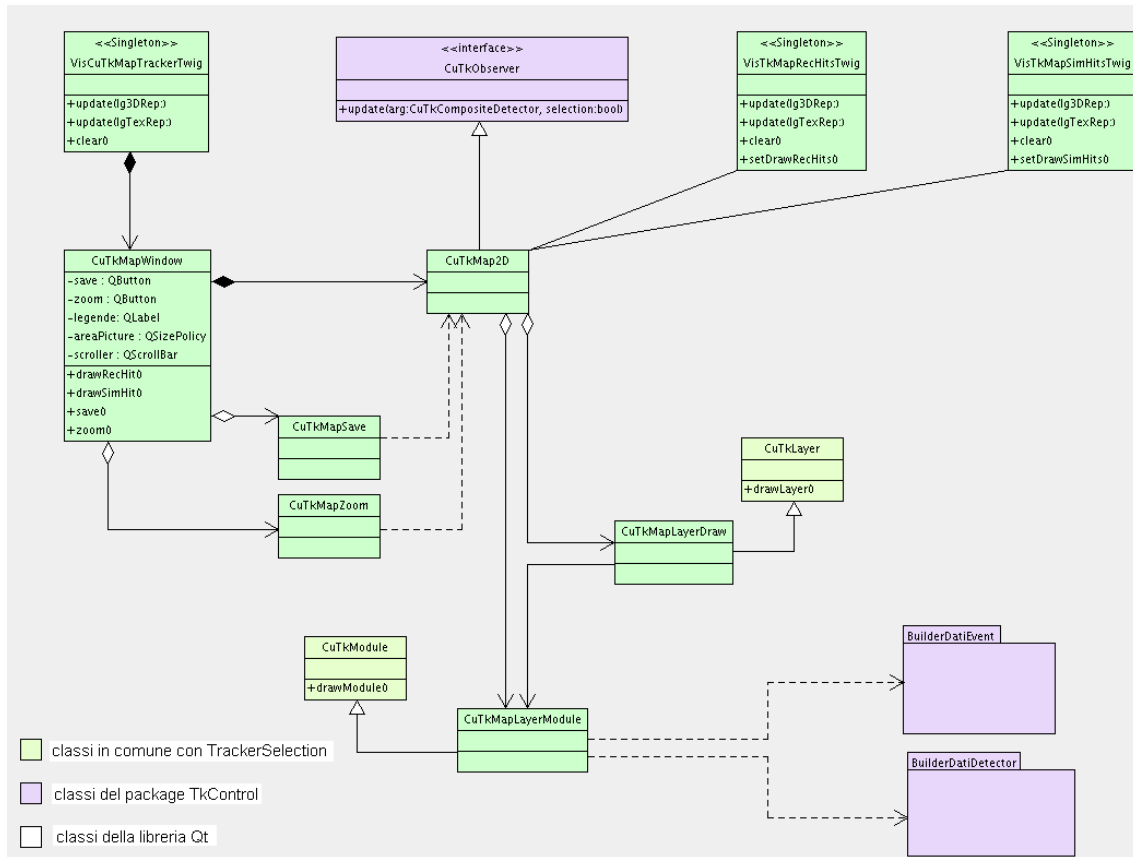 <<Singleton>>
VisCuTkMapTrackerTwig
+update(Ig3DRep:)
+update(IgTexRep:)
+clear()
<<interface>>
CuTkObserver
+update(arg:CuTkCompositeDetector, selection:bool)
<<Singleton>>
VisTkMapRecHitsTwig
+update(Ig3DRep:)
+update(IgTexRep:)
+clear()
+setDrawRecHits()
<<Singleton>>
VisTkMapSimHitsTwig
+update(Ig3DRep:)
+update(IgTexRep:)
+clear()
+setDrawSimHits()
CuTkMapWindow
-save : QButton
-zoom : QButton
-legende: QLabel
-areaPicture : QSizePolicy
-scroller : QScrollBar
+drawRecHit()
+drawSimHit()
+save()
+zoom()
CuTkMap2D
CuTkMapSave
CuTkMapZoom
CuTkLayer
+drawLayer()
CuTkMapLayerDraw
CuTkModule
+drawModule()
CuTkMapLayerModule
BuilderDatiEvent
BuilderDatiDetector
classi in comune con TrackerSelection
classi del package TkControl
classi della libreria Qt